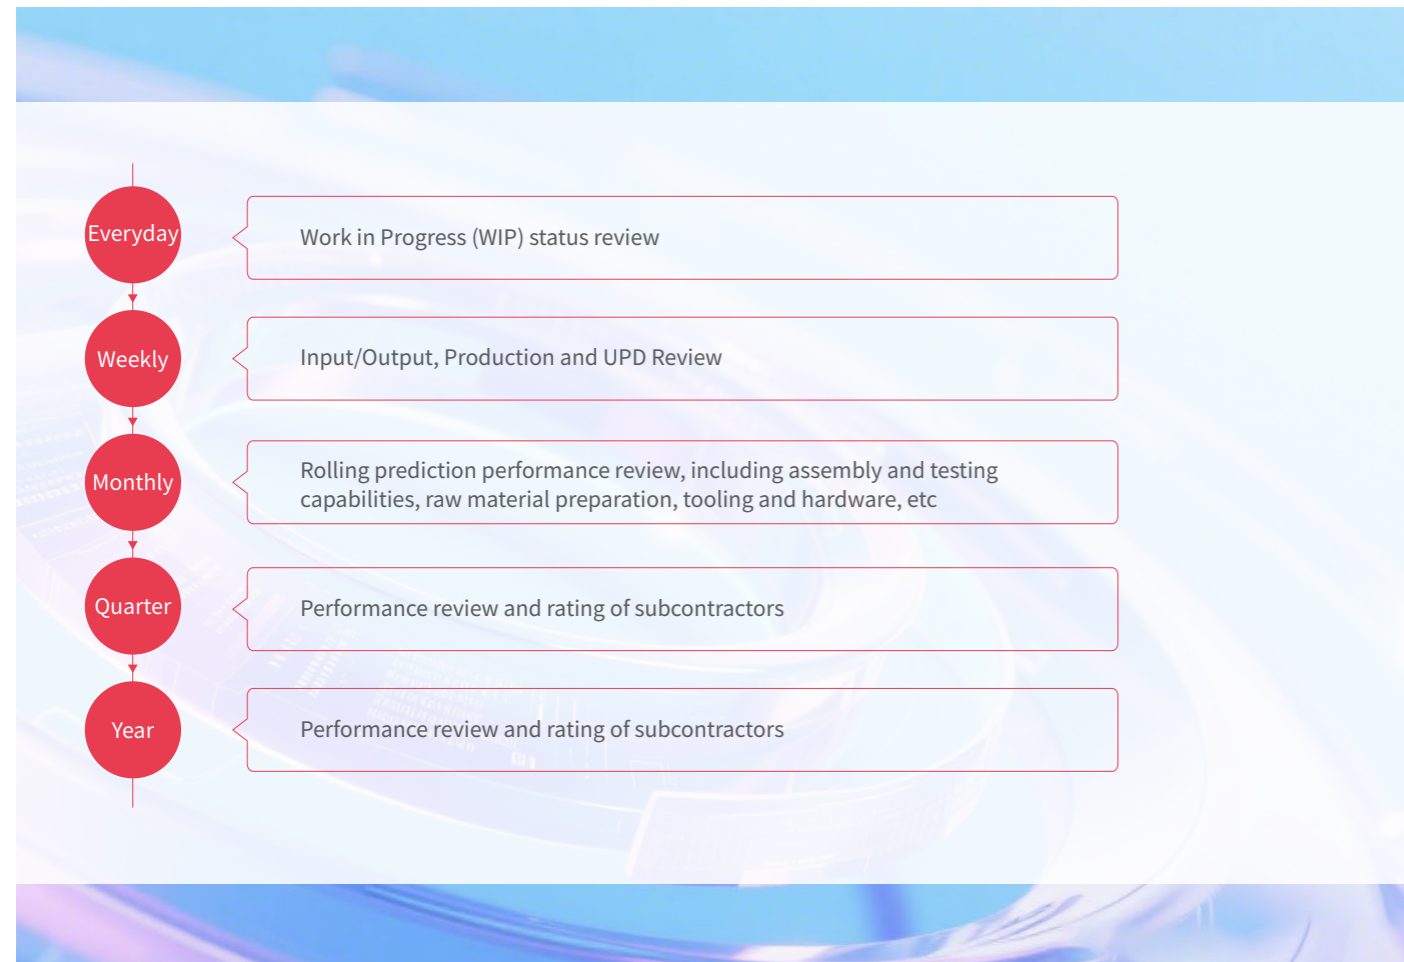 Everyday
Work in Progress (WIP) status review
Weekly
Input/Output, Production and UPD Review
Monthly
Rolling prediction performance review, including assembly and testing
capabilities, raw material preparation, tooling and hardware, etc
Quarter
Performance review and rating of subcontractors
Year
Performance review and rating of subcontractors